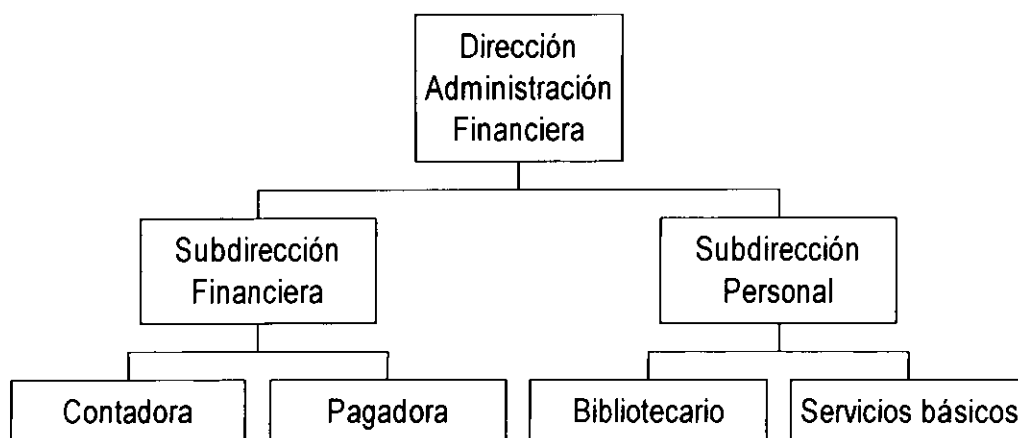 Dirección
Administración
Financiera
Subdirección
Financiera
Subdirección
Personal
Contadora
Pagadora
Bibliotecario
Servicios básicos